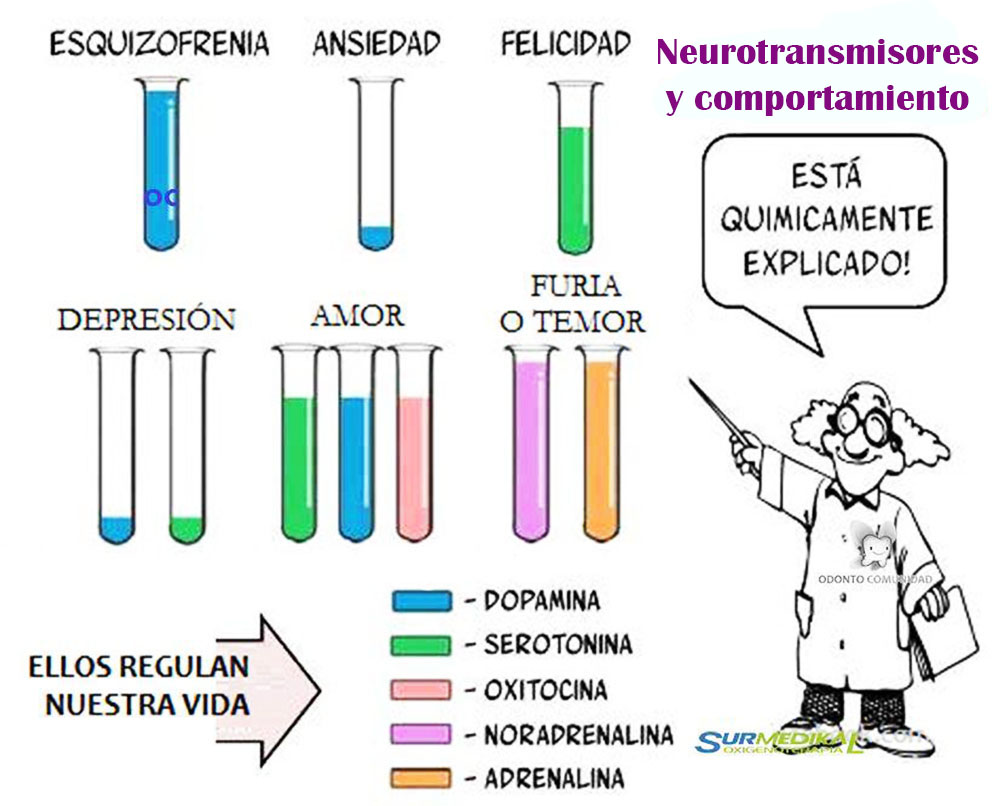 ESQUIZOFRENIA
ANSIEDAD
FELICIDAD
Neurotransmisores
y comportamiento
ESTÁ
QUIMICAMENTE
EXPLICADO!
DEPRESIÓN
AMOR
FURIA
O TEMOR
ODONTO COMUNIDAD
- DOPAMINA
- SEROTONINA
- OXITOCINA
- NORADRENALINA
- ADRENALINA
ELLOS REGULAN
NUESTRA VIDA
SURMEDIKAL
OXIGENOTERAPIA